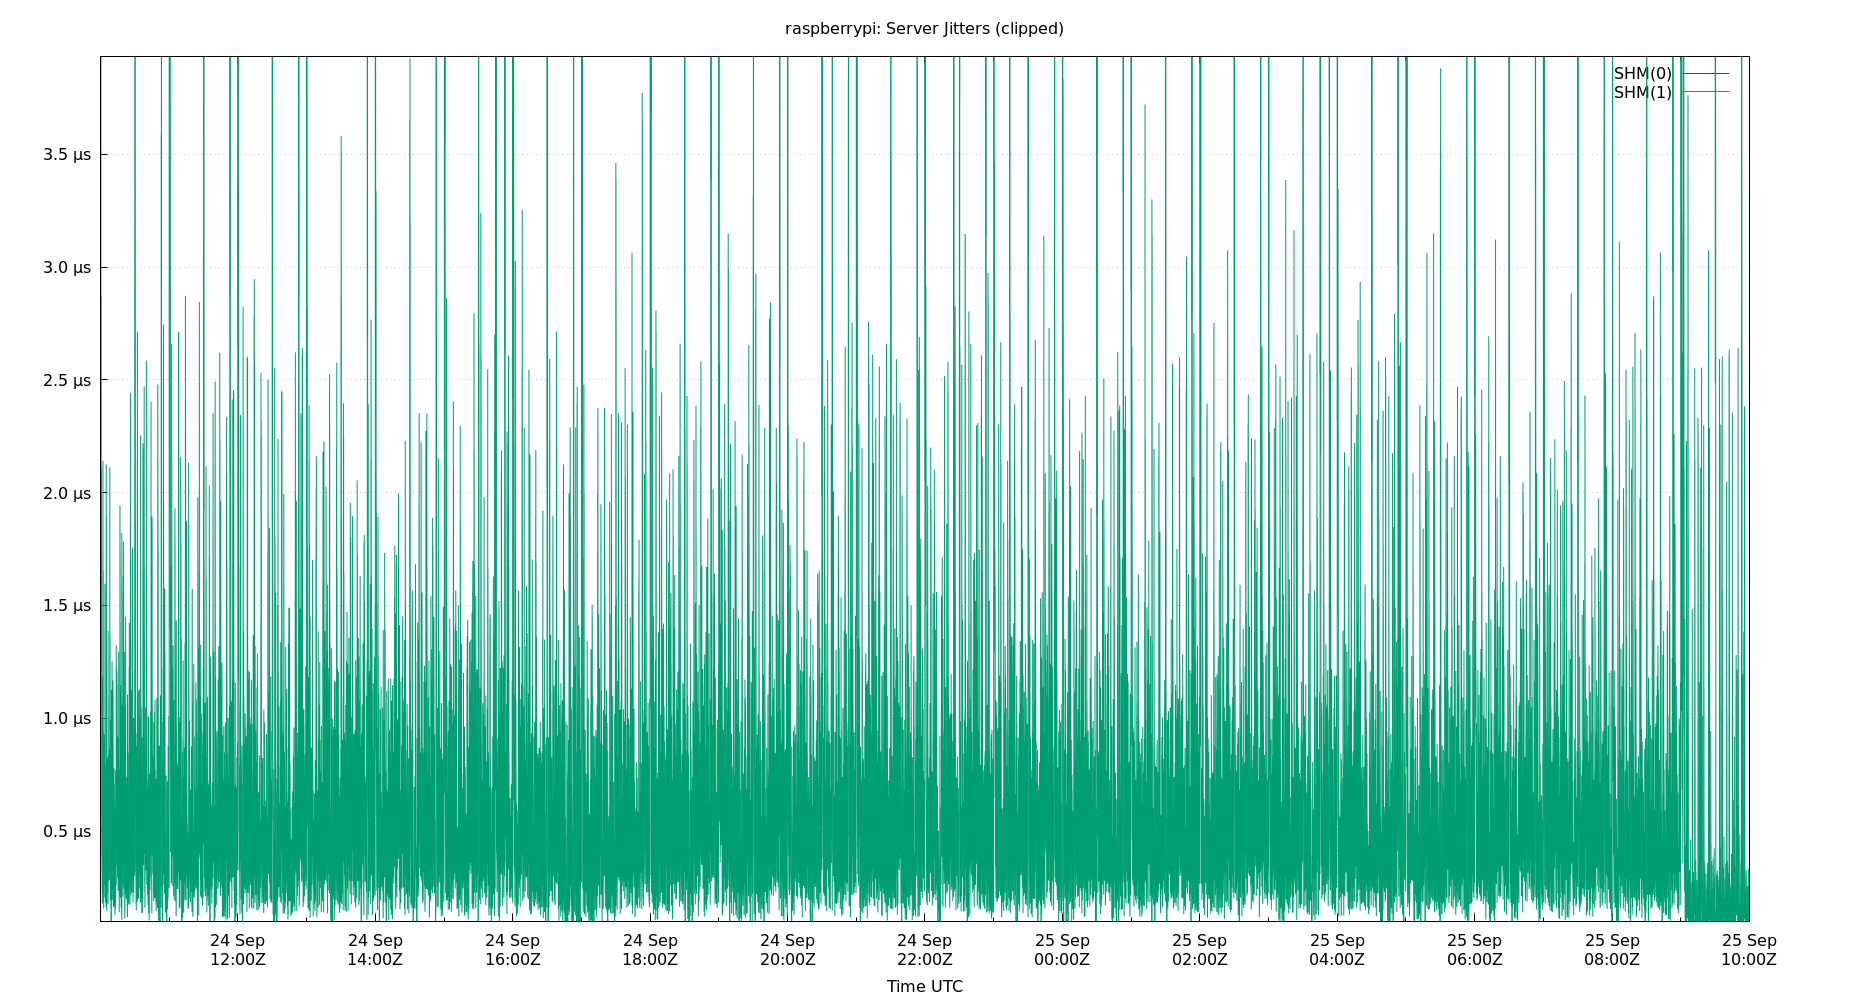 raspberrypi: Server Jitters (clipped)
SHM(0)
SHM(1)
3.5 µs
3.0 µs
2.5 µs
2.0 µs
1.5 µs
1.0 µs
0.5 µs
24 Sep 24 Sep 24 Sep 24 Sep 24 Sep 24 Sep 25 Sep 25 Sep 25 Sep 25 Sep 25 Sep 25 Sep
12:00Z 14:00Z 16:00Z 18:00Z 20:00Z 22:00Z 00:00Z 02:00Z 04:00Z 06:00Z 08:00Z 10:00Z
Time UTC